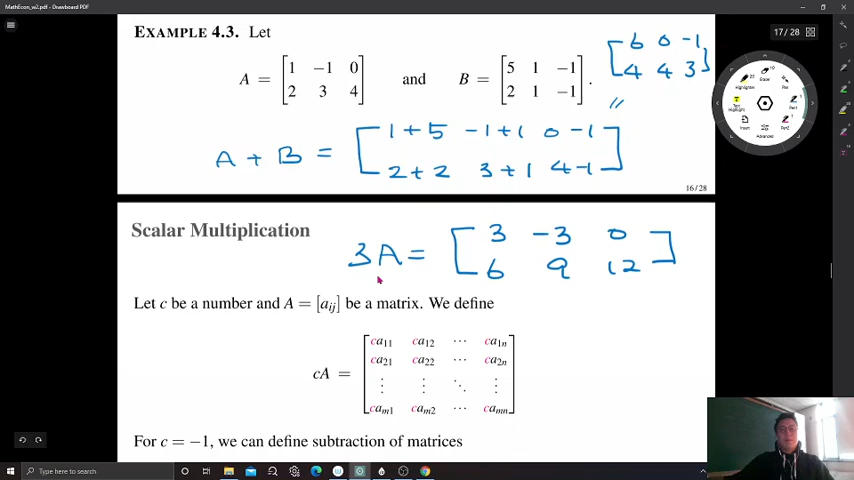 MathEcon_w2.pdf - Drawboard PDF
17 / 28
EXAMPLE 4.3. Let
A = [1 −1 0
2 3 4] and B = [5 1 −1
2 1 −1].
[6 0 -1
4 4 3]
//
A + B = [1+5 -1+1 0-1
2+2 3+1 4-1]
16/28
Scalar Multiplication
3A = [3 -3 0
6 9 12]
Let c be a number and A = [aij] be a matrix. We define
cA = [ca11 ca12 ⋯ ca1n
ca21 ca22 ⋯ ca2n
⋮ ⋮ ⋱ ⋮
cam1 cam2 ⋯ camn]
For c = −1, we can define subtraction of matrices
Type here to search